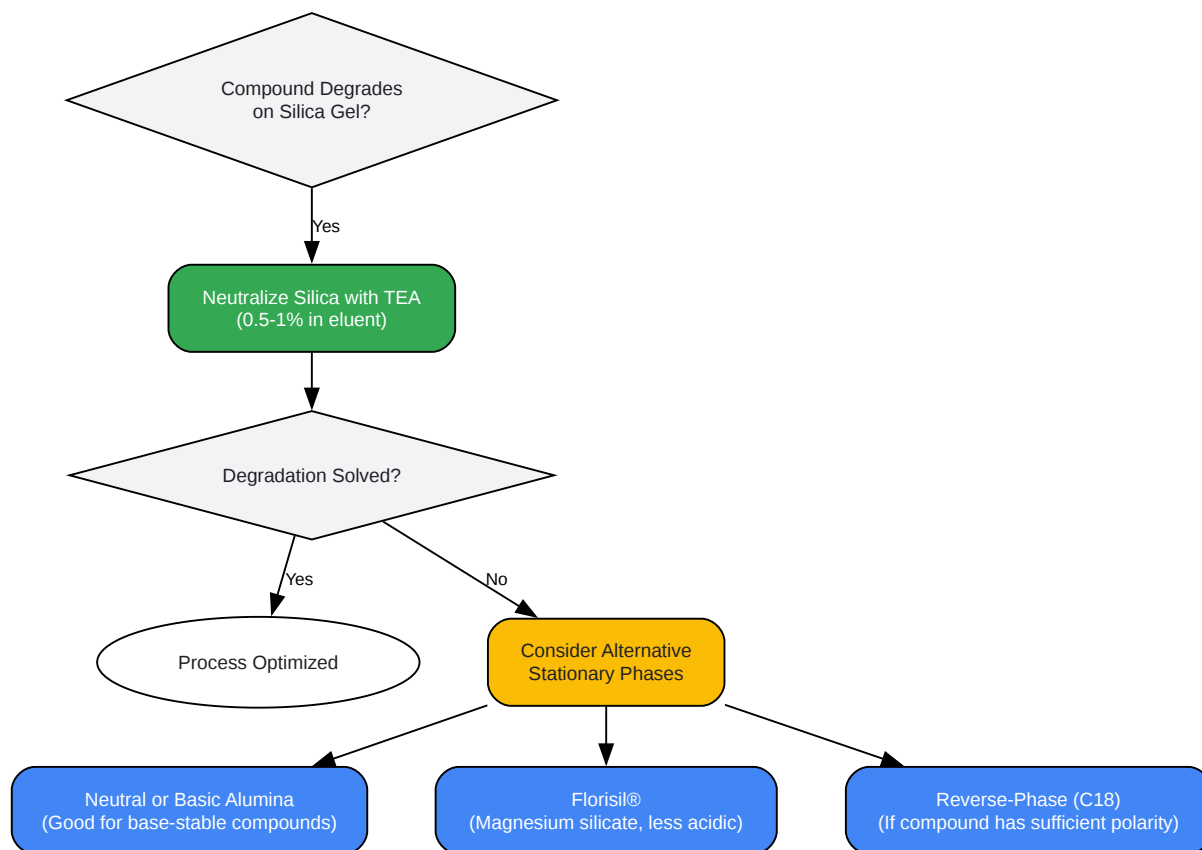 Compound Degrades
on Silica Gel?
Yes
Neutralize Silica with TEA
(0.5-1% in eluent)
Degradation Solved?
Yes
No
Process Optimized
Consider Alternative
Stationary Phases
Neutral or Basic Alumina
(Good for base-stable compounds)
Florisil®
(Magnesium silicate, less acidic)
Reverse-Phase (C18)
(If compound has sufficient polarity)